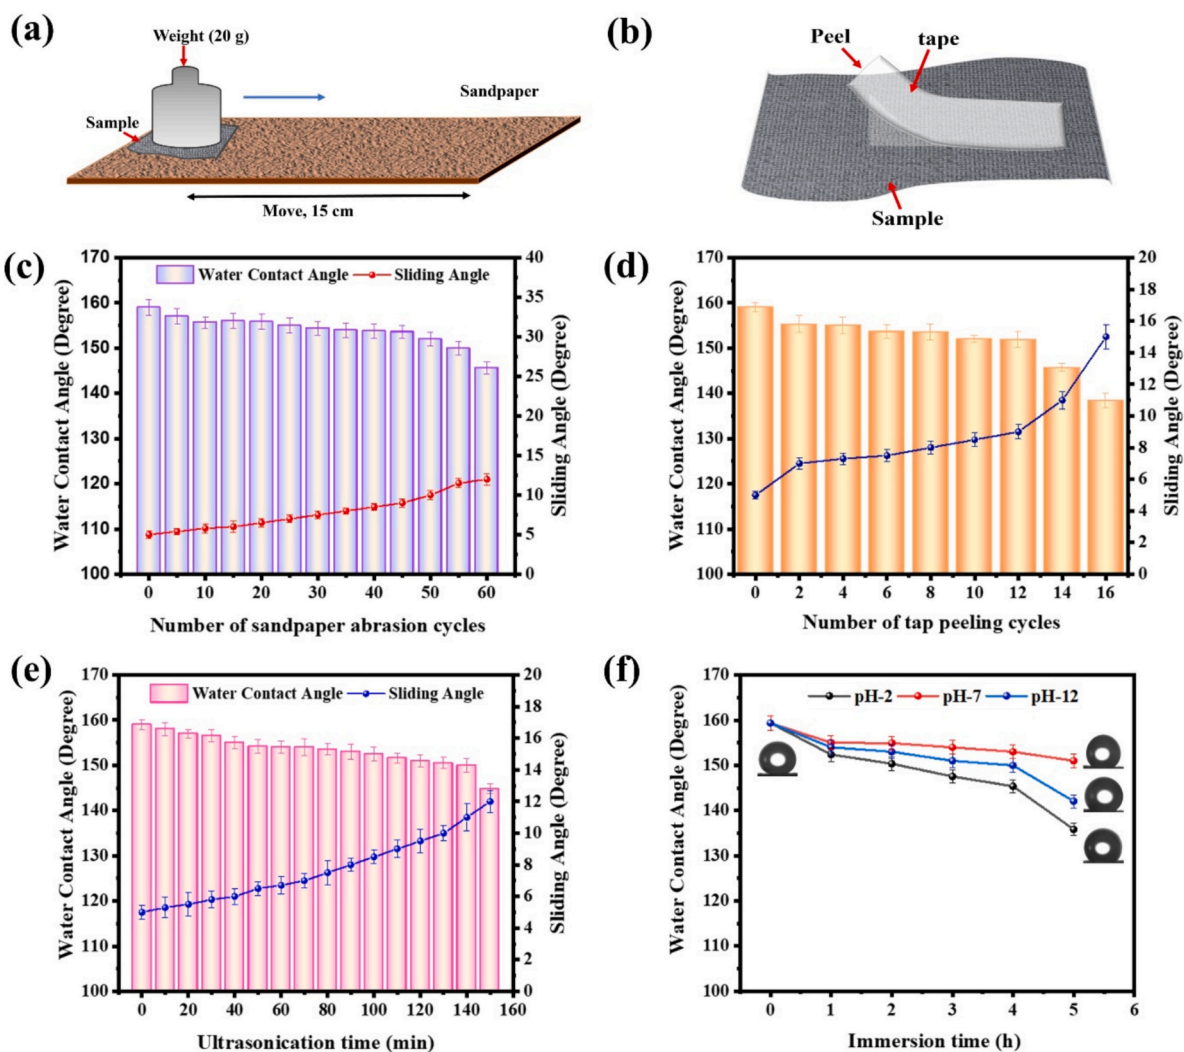 (a)
Weight (20 g)
Sandpaper
Sample
Move, 15 cm
(b)
Peel
tape
Sample
(c)
Water Contact Angle
Sliding Angle
Water Contact Angle (Degree)
170
160
150
140
130
120
110
100
40
35
30
25
20
15
10
5
0
Sliding Angle (Degree)
0 10 20 30 40 50 60
Number of sandpaper abrasion cycles
(d)
Water Contact Angle (Degree)
170
160
150
140
130
120
110
100
20
18
16
14
12
10
8
6
4
2
0
Sliding Angle (Degree)
0 2 4 6 8 10 12 14 16
Number of tap peeling cycles
(e)
Water Contact Angle
Sliding Angle
Water Contact Angle (Degree)
170
160
150
140
130
120
110
100
20
18
16
14
12
10
8
6
4
2
0
Sliding Angle (Degree)
0 20 40 60 80 100 120 140 160
Ultrasonication time (min)
(f)
pH-2 pH-7 pH-12
Water Contact Angle (Degree)
170
160
150
140
130
120
110
100
0 1 2 3 4 5 6
Immersion time (h)